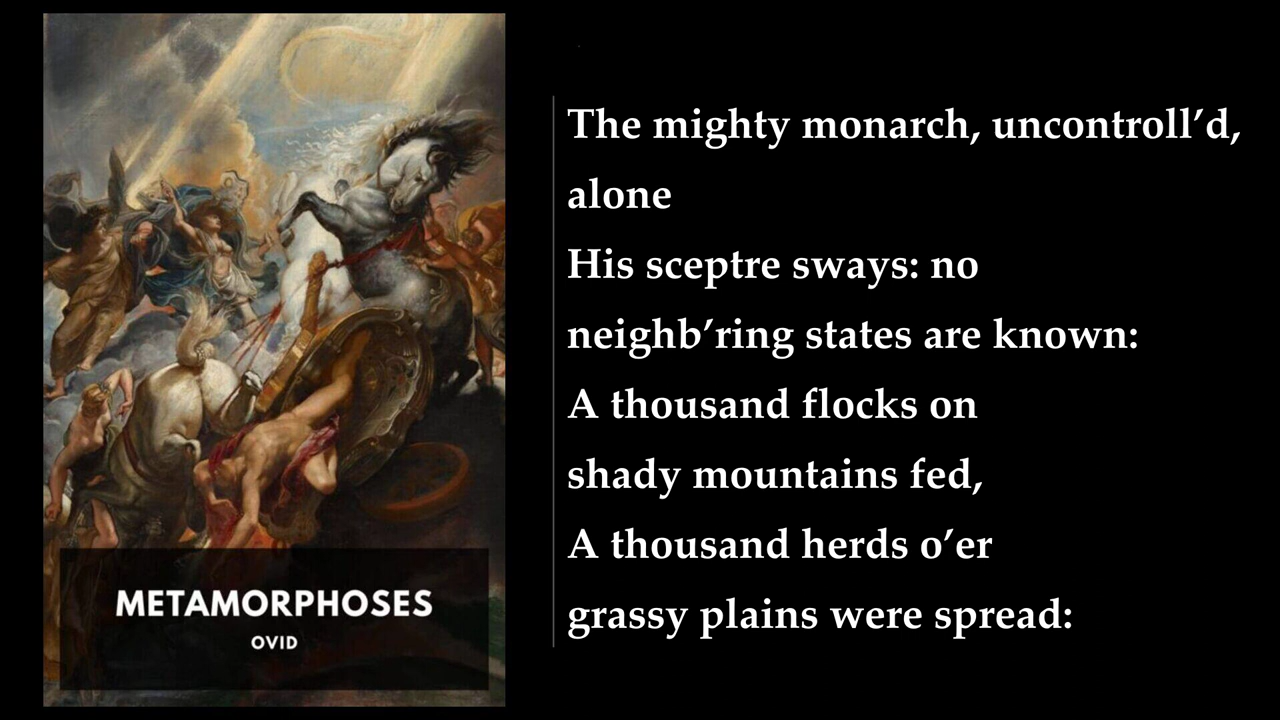 METAMORPHOSES
OVID
The mighty monarch, uncontroll’d,
alone
His sceptre sways: no
neighb’ring states are known:
A thousand flocks on
shady mountains fed,
A thousand herds o’er
grassy plains were spread: